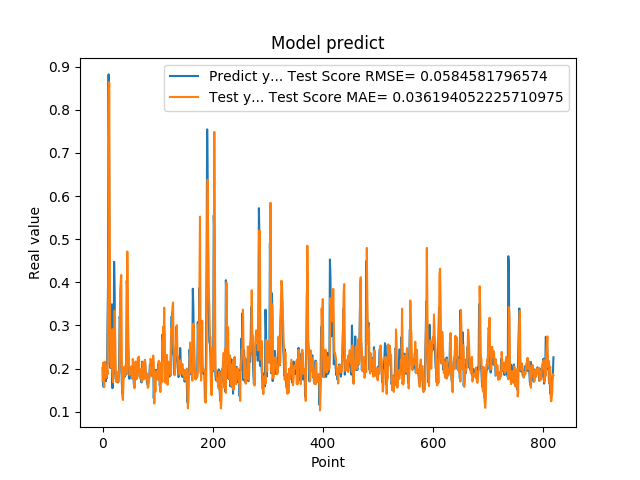 Model predict
Predict y... Test Score RMSE= 0.0584581796574
Test y... Test Score MAE= 0.036194052225710975
Real value
0.9
0.8
0.7
0.6
0.5
0.4
0.3
0.2
0.1
0 200 400 600 800
Point